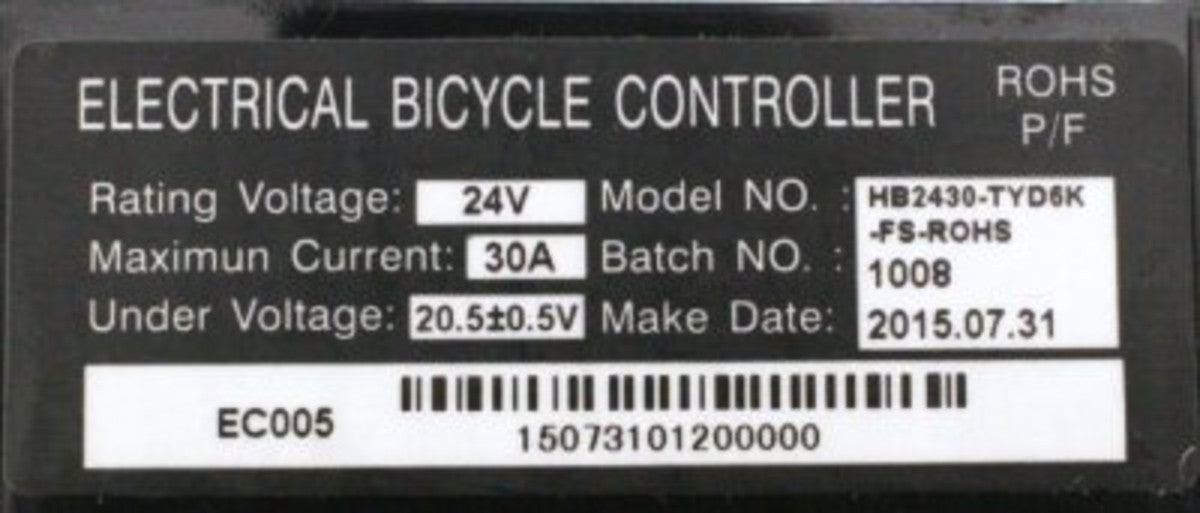 ELECTRICAL BICYCLE CONTROLLER
ROHS
P/F
Rating Voltage: 24V
Maximun Current: 30A
Under Voltage: 20.5±0.5V
Model NO. : HB2430-TYD6K
-FS-ROHS
Batch NO. : 1008
Make Date: 2015.07.31
EC005
15073101200000